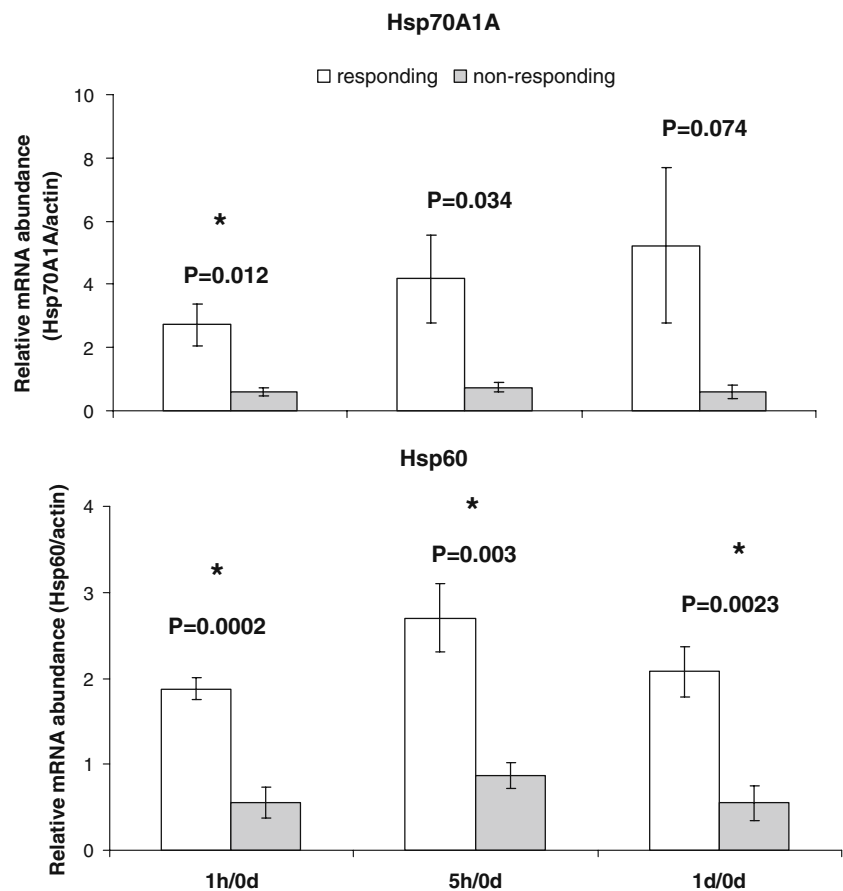 Hsp70A1A
responding non-responding
Relative mRNA abundance
(Hsp70A1A/actin)
10
8
6
4
2
0
*
P=0.012
P=0.034
P=0.074
Hsp60
Relative mRNA abundance (Hsp60/actin)
4
3
2
1
0
*
P=0.0002
*
P=0.003
*
P=0.0023
1h/0d 5h/0d 1d/0d